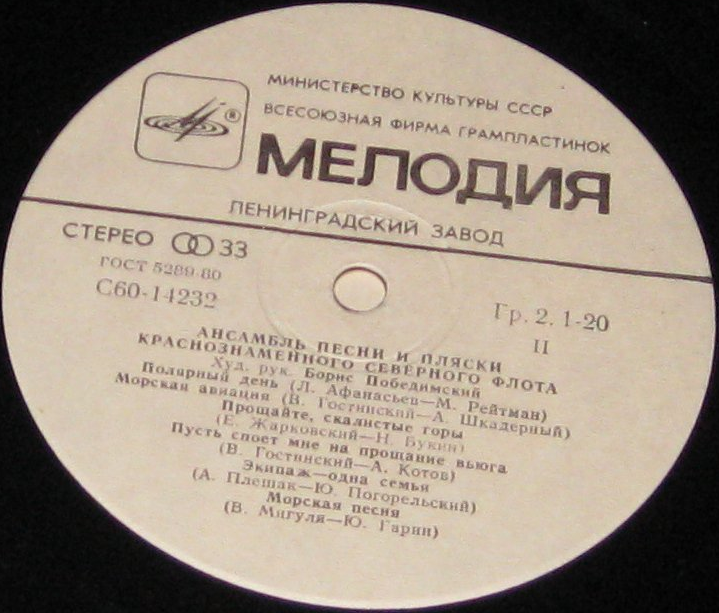 МИНИСТЕРСТВО КУЛЬТУРЫ СССР
ВСЕСОЮЗНАЯ ФИРМА ГРАМПЛАСТИНОК
®
МЕЛОДИЯ
ЛЕНИНГРАДСКИЙ ЗАВОД
СТЕРЕО 33
ГОСТ 5289-80
С60-14232
Гр. 2. 1-20
II
АНСАМБЛЬ ПЕСНИ И ПЛЯСКИ
КРАСНОЗНАМЕННОГО СЕВЕРНОГО ФЛОТА
Худ. рук. Борис Победимский
Полярный день (Л. Афанасьев—М. Рейтман)
Морская авиация (В. Гостинский—А. Шкадерный)
Прощайте, скалистые горы
(Е. Жарковский—Н. Букин)
Пусть споет мне на прощание вьюга
(В. Гостинский—А. Котов)
Экипаж—одна семья
(А. Плешак—Ю. Погорельский)
Морская песня
(В. Мигуля—Ю. Гарин)